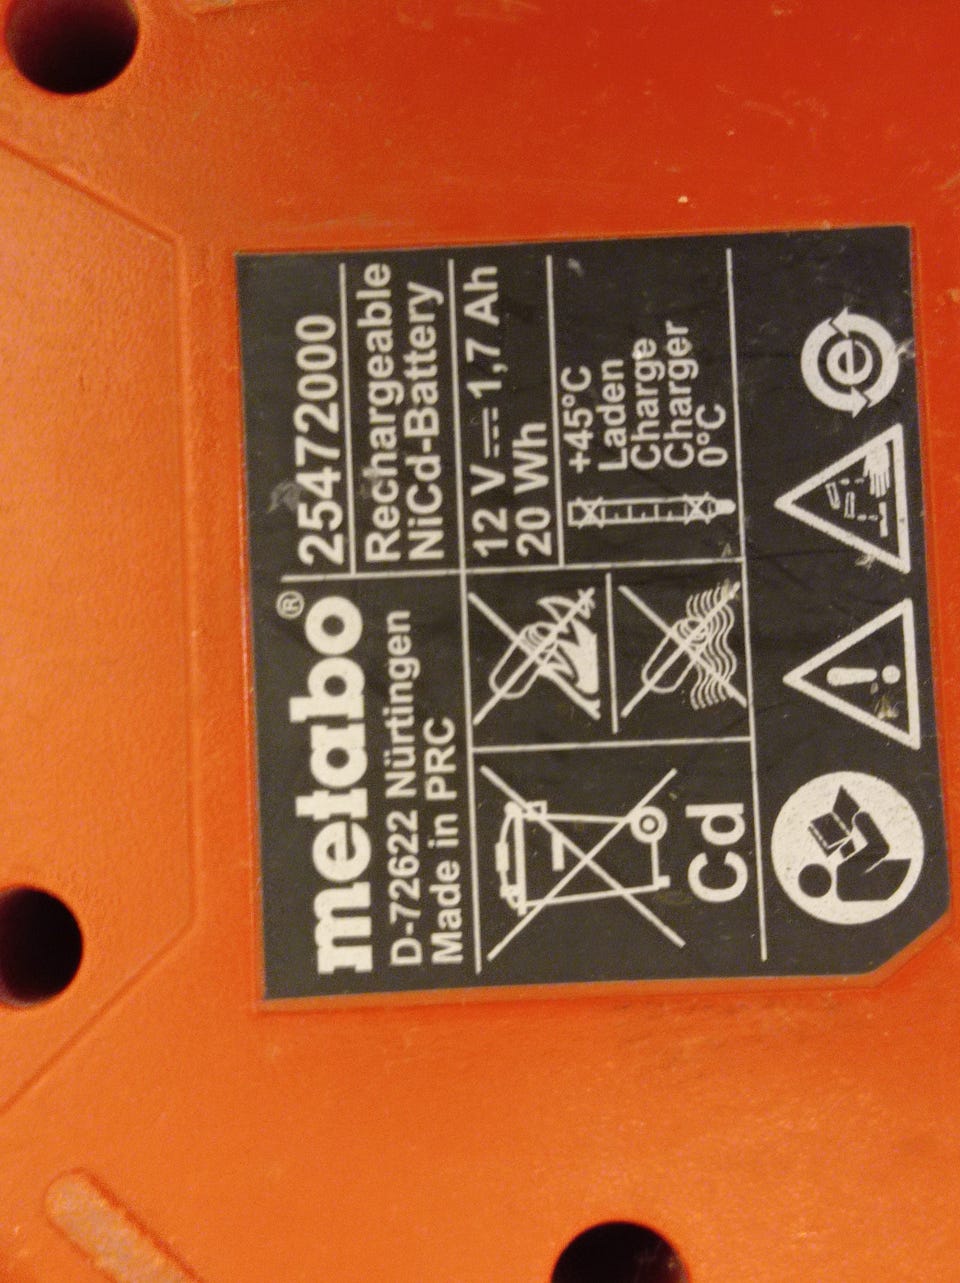 metabo®
25472000
D-72622 Nürtingen
Made in PRC
Rechargeable
NiCd-Battery
12 V⎓1,7 Ah
20 Wh
+45°C
Laden
Charge
Charger
0°C
Cd
e